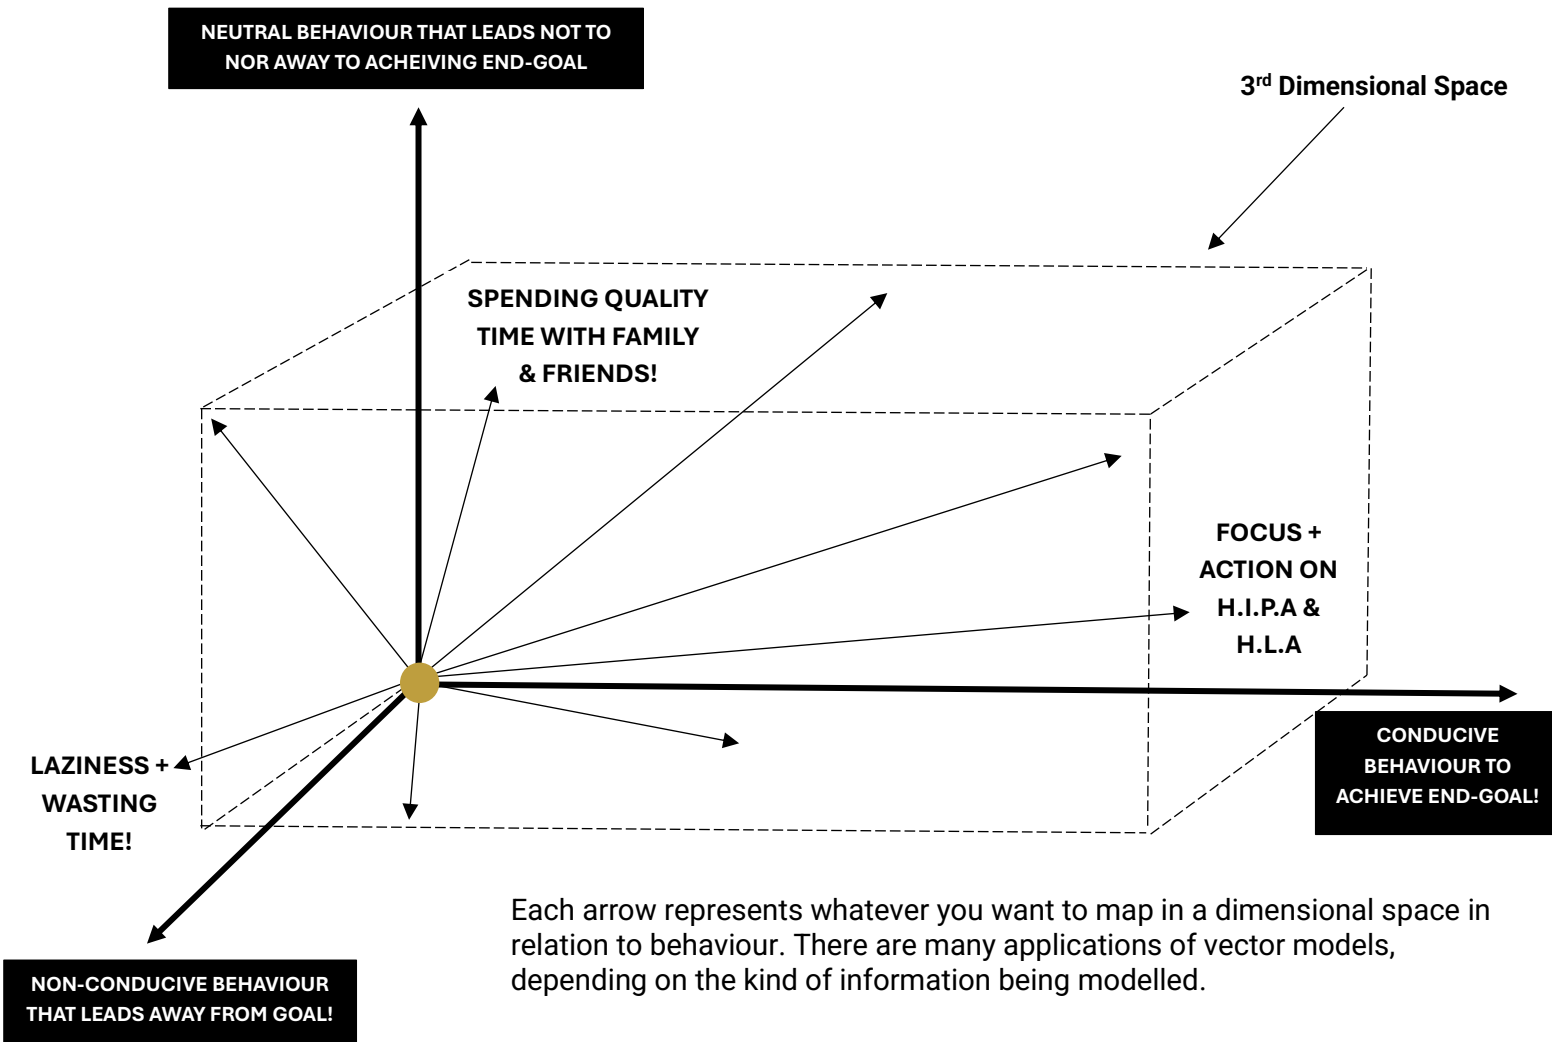 NEUTRAL BEHAVIOUR THAT LEADS NOT TO
NOR AWAY TO ACHEIVING END-GOAL
3rd Dimensional Space
SPENDING QUALITY
TIME WITH FAMILY
& FRIENDS!
FOCUS +
ACTION ON
H.I.P.A &
H.L.A
LAZINESS +
WASTING
TIME!
CONDUCIVE
BEHAVIOUR TO
ACHIEVE END-GOAL!
Each arrow represents whatever you want to map in a dimensional space in
relation to behaviour. There are many applications of vector models,
depending on the kind of information being modelled.
NON-CONDUCIVE BEHAVIOUR
THAT LEADS AWAY FROM GOAL!